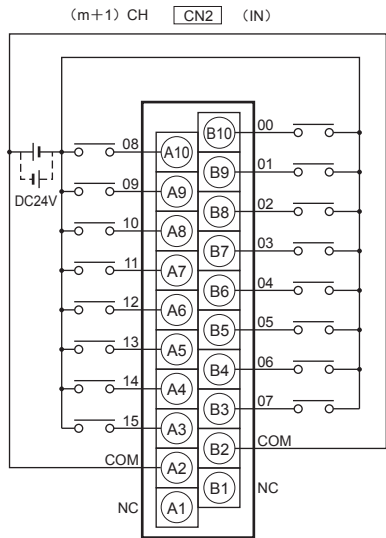 (m+1) CH CN2 (IN)
B10 00
08 A10
B9 01
09 A9
DC24V
B8 02
10 A8
B7 03
11 A7
B6 04
12 A6
B5 05
13 A5
B4 06
14 A4
B3 07
15 A3
B2 COM
COM A2
B1 NC
NC A1